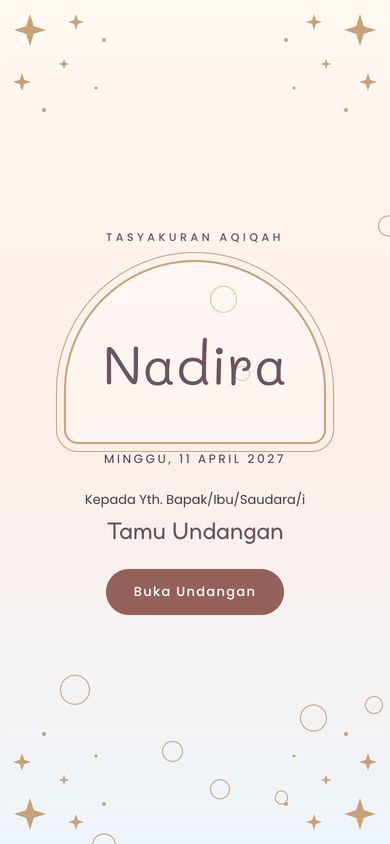 TASYAKURAN AQIQAH
Nadira
MINGGU, 11 APRIL 2027
Kepada Yth. Bapak/Ibu/Saudara/i
Tamu Undangan
Buka Undangan